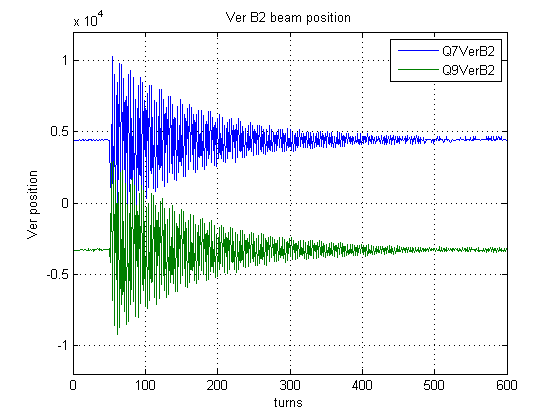 Ver B2 beam position
x 10^4
Q7VerB2
Q9VerB2
1
0.5
0
-0.5
-1
Ver position
0 100 200 300 400 500 600
turns